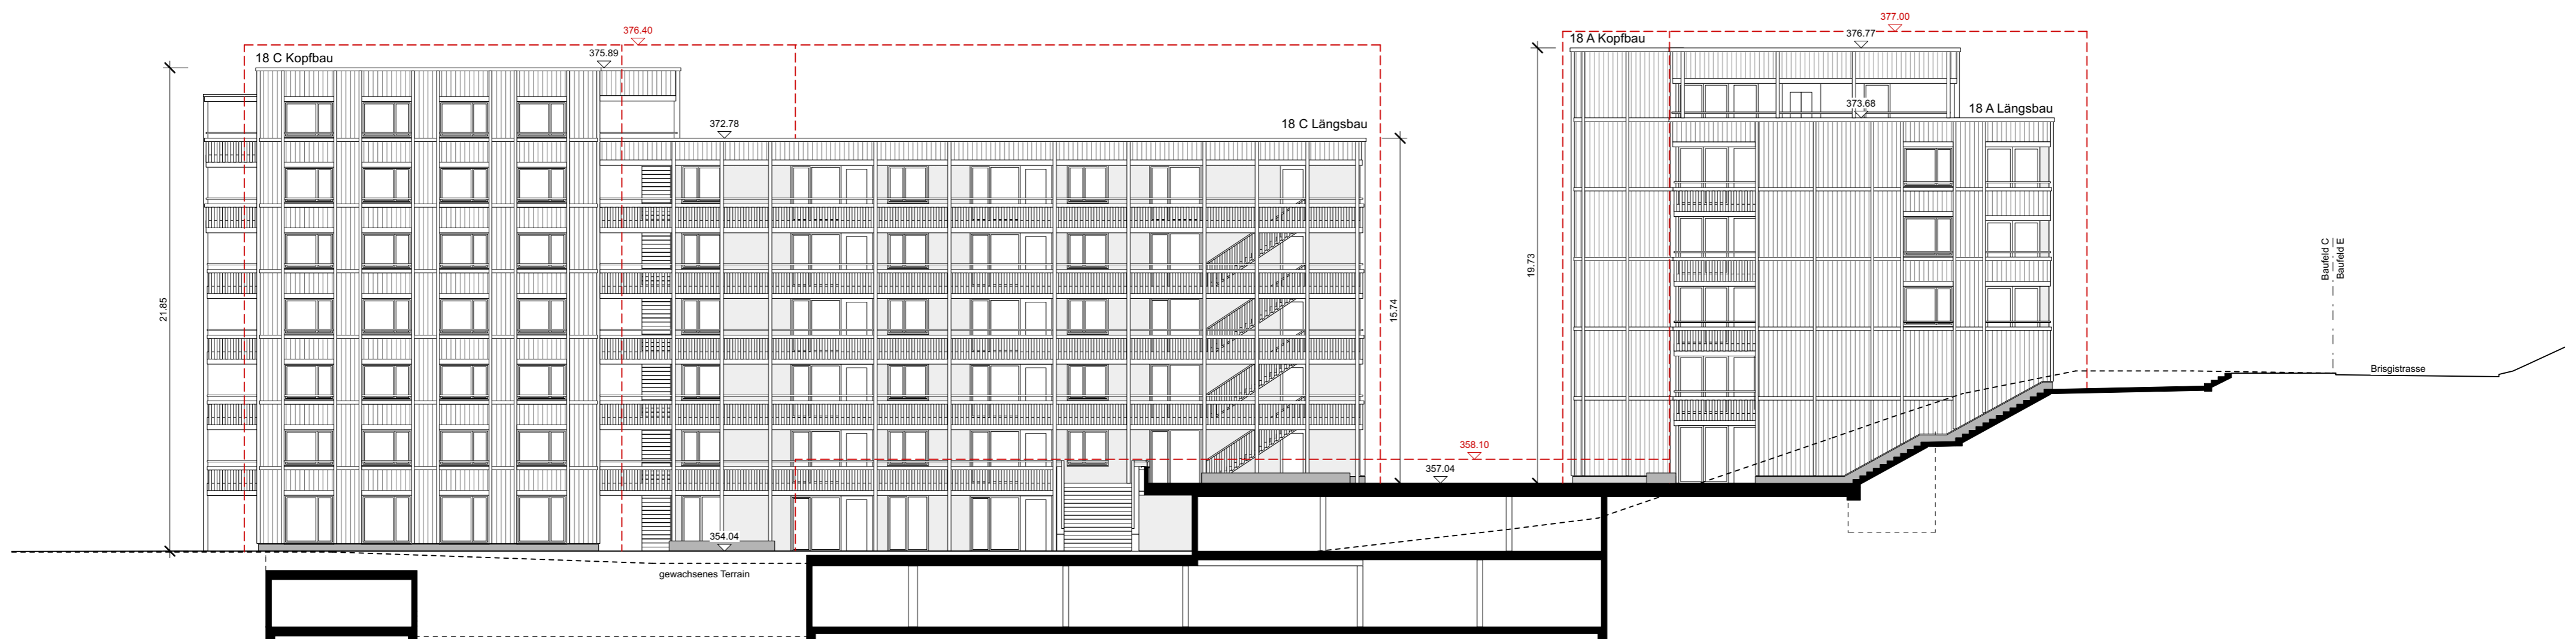 376.40
377.00
375.89
18 C Kopfbau
18 A Kopfbau
376.77
372.78
18 C Längsbau
373.68
18 A Längsbau
21.85
15.74
19.73
Baufeld C
Baufeld E
Brisgistrasse
358.10
357.04
354.04
gewachsenes Terrain